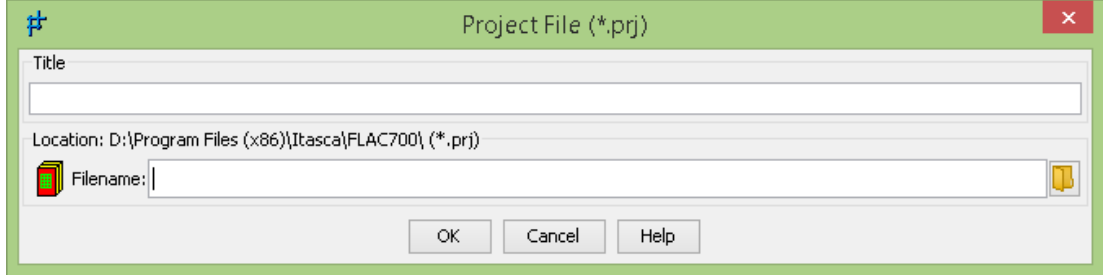 Project File (*.prj)
Title
Location: D:\Program Files (x86)\Itasca\FLAC700\ (*.prj)
Filename:
OK Cancel Help